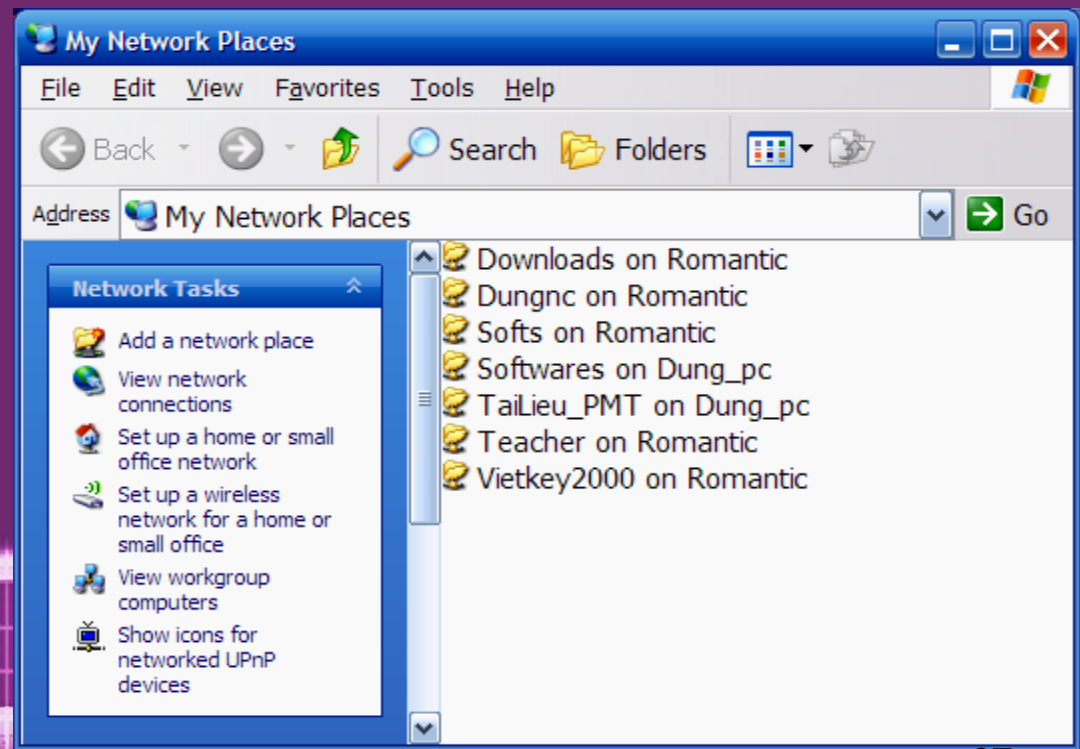 My Network Places
File Edit View Favorites Tools Help
Back Search Folders
Address My Network Places Go
Network Tasks
Add a network place
View network
connections
Set up a home or small
office network
Set up a wireless
network for a home or
small office
View workgroup
computers
Show icons for
networked UPnP
devices
Downloads on Romantic
Dungnc on Romantic
Softs on Romantic
Softwares on Dung_pc
TaiLieu_PMT on Dung_pc
Teacher on Romantic
Vietkey2000 on Romantic